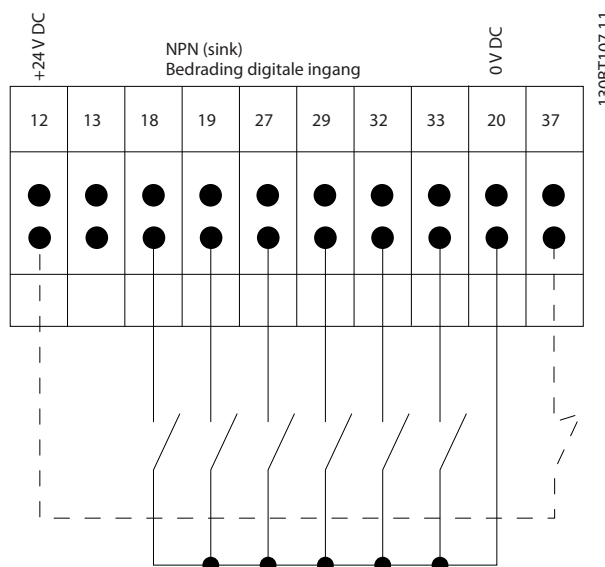 +24 V DC
NPN (sink)
Bedrading digitale ingang
0 V DC
130BT107.11
12 13 18 19 27 29 32 33 20 37